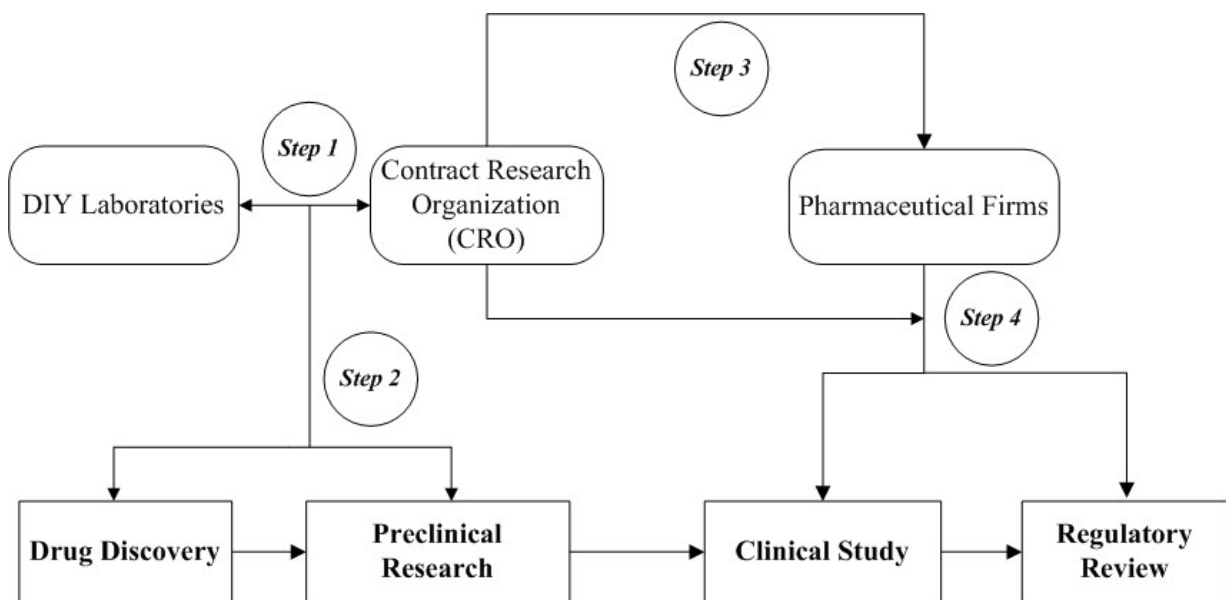 Step 3
Step 1
DIY Laboratories
Contract Research
Organization
(CRO)
Pharmaceutical Firms
Step 4
Step 2
Drug Discovery
Preclinical
Research
Clinical Study
Regulatory
Review